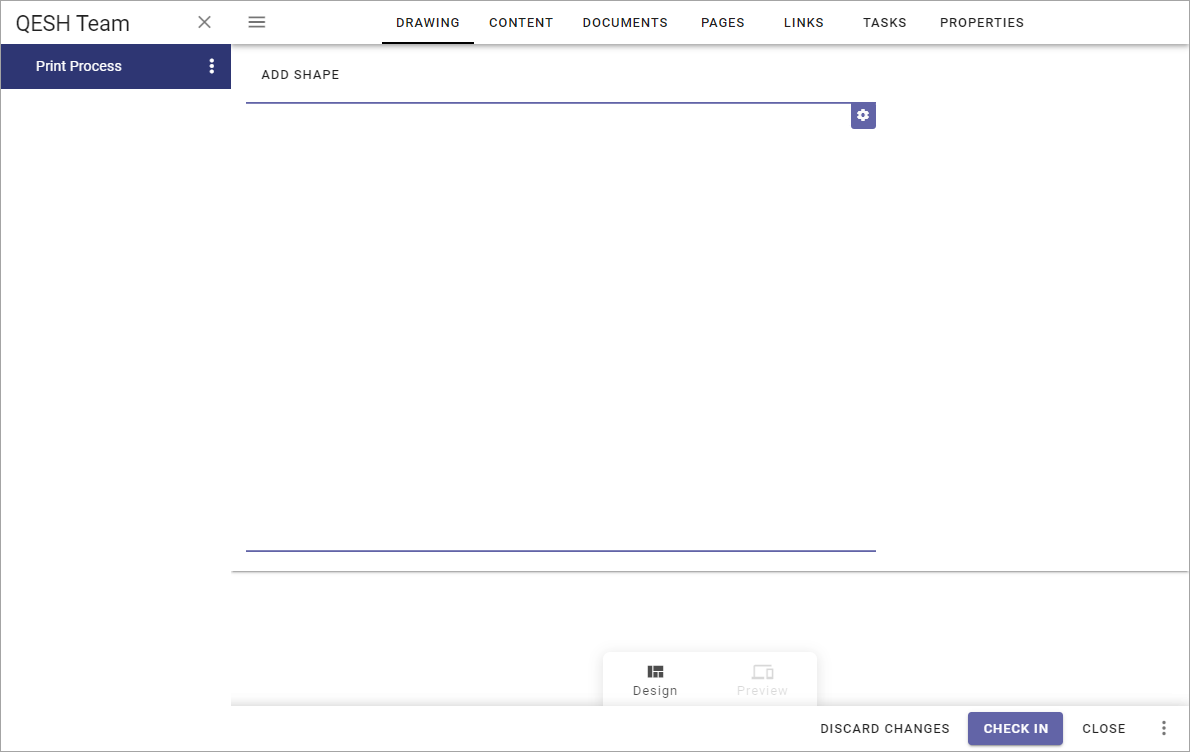 QESH Team
DRAWING CONTENT DOCUMENTS PAGES LINKS TASKS PROPERTIES
Print Process
ADD SHAPE
Design Preview
DISCARD CHANGES CHECK IN CLOSE